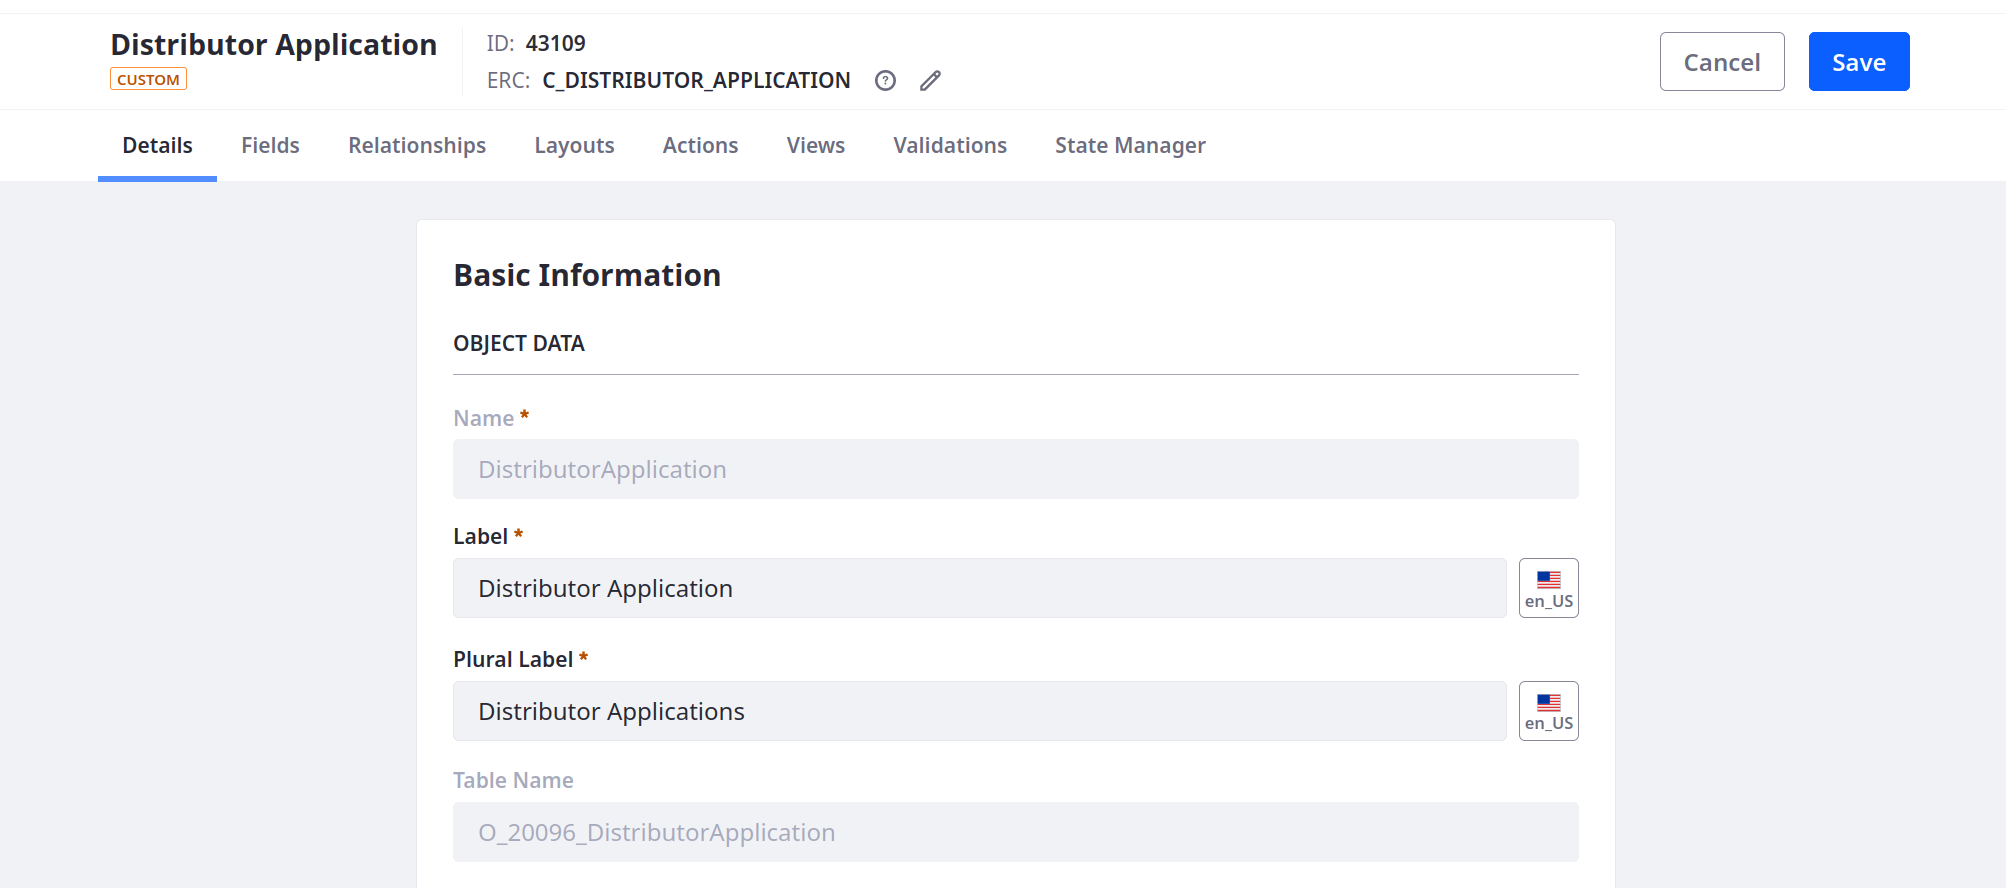 Distributor Application
CUSTOM
ID: 43109
ERC: C_DISTRIBUTOR_APPLICATION
Cancel
Save
Details Fields Relationships Layouts Actions Views Validations State Manager
Basic Information
OBJECT DATA
Name *
DistributorApplication
Label *
Distributor Application
en_US
Plural Label *
Distributor Applications
en_US
Table Name
O_20096_DistributorApplication